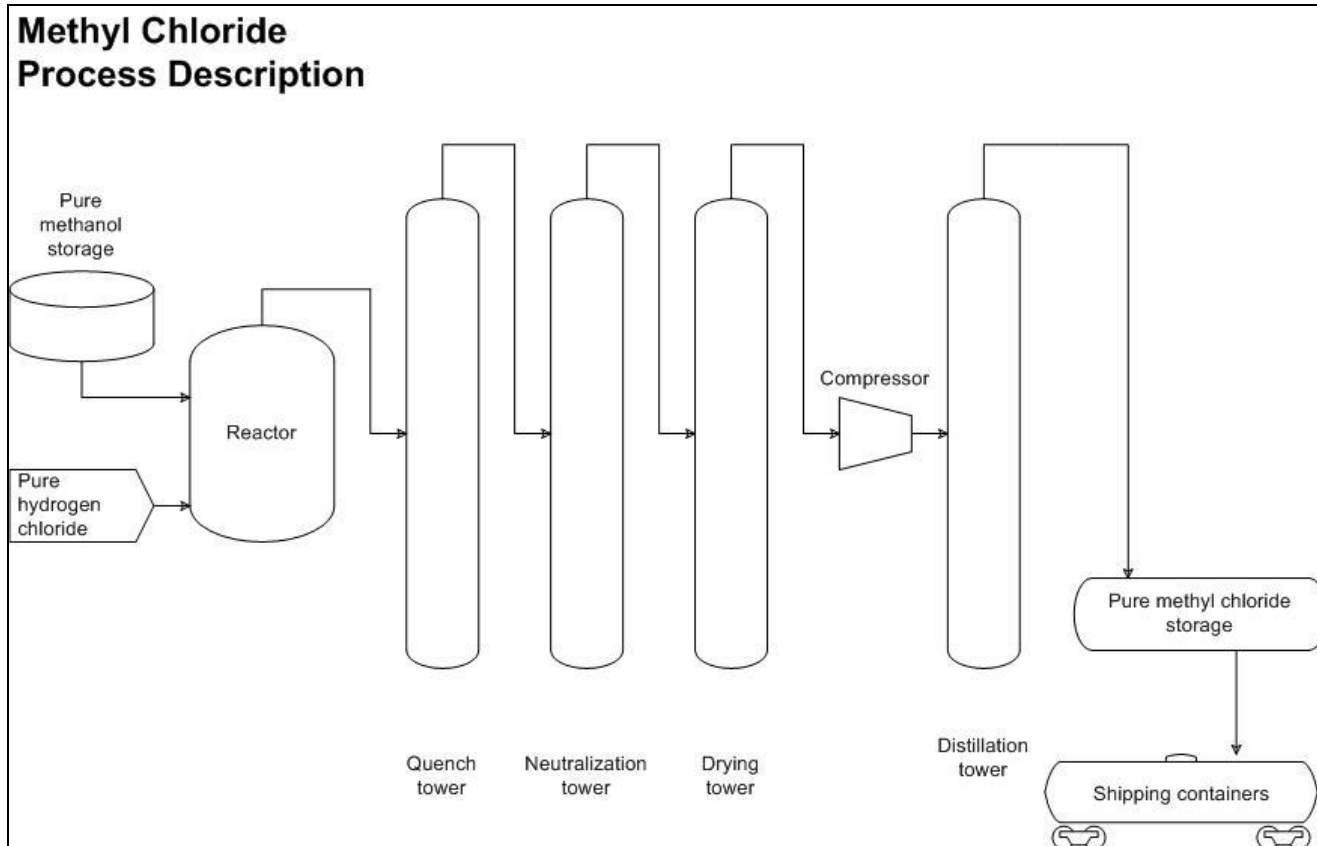 Methyl Chloride
Process Description
Pure
methanol
storage
Reactor
Pure
hydrogen
chloride
Compressor
Quench
tower
Neutralization
tower
Drying
tower
Distillation
tower
Pure methyl chloride
storage
Shipping containers